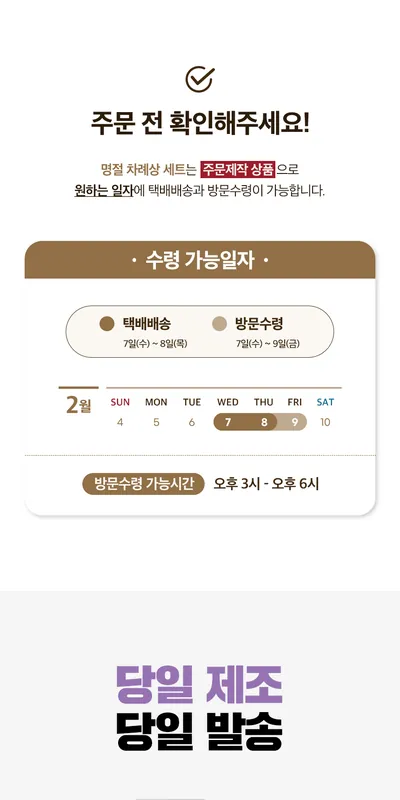 주문 전 확인해주세요!
명절 차례상 세트는 주문제작 상품으로
원하는 일자에 택배배송과 방문수령이 가능합니다.
· 수령 가능일자 ·
택배배송 방문수령
7일(수) ~ 8일(목) 7일(수) ~ 9일(금)
2월 SUN MON TUE WED THU FRI SAT
4 5 6 7 8 9 10
방문수령 가능시간 오후 3시 - 오후 6시
당일 제조
당일 발송